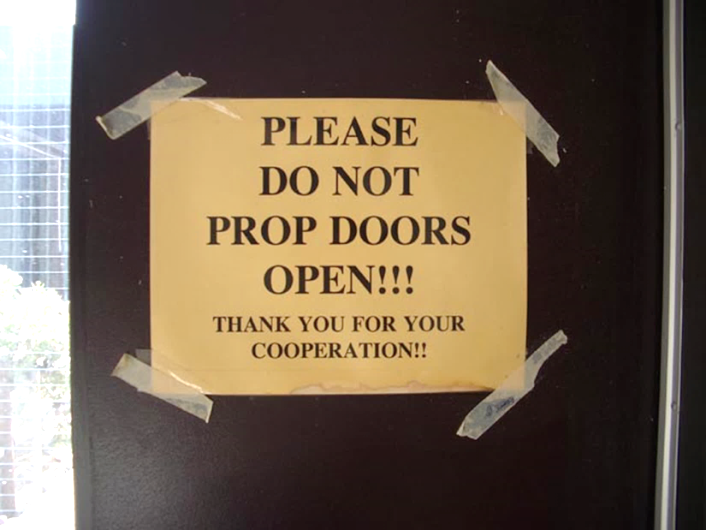 PLEASE
DO NOT
PROP DOORS
OPEN!!!
THANK YOU FOR YOUR
COOPERATION!!